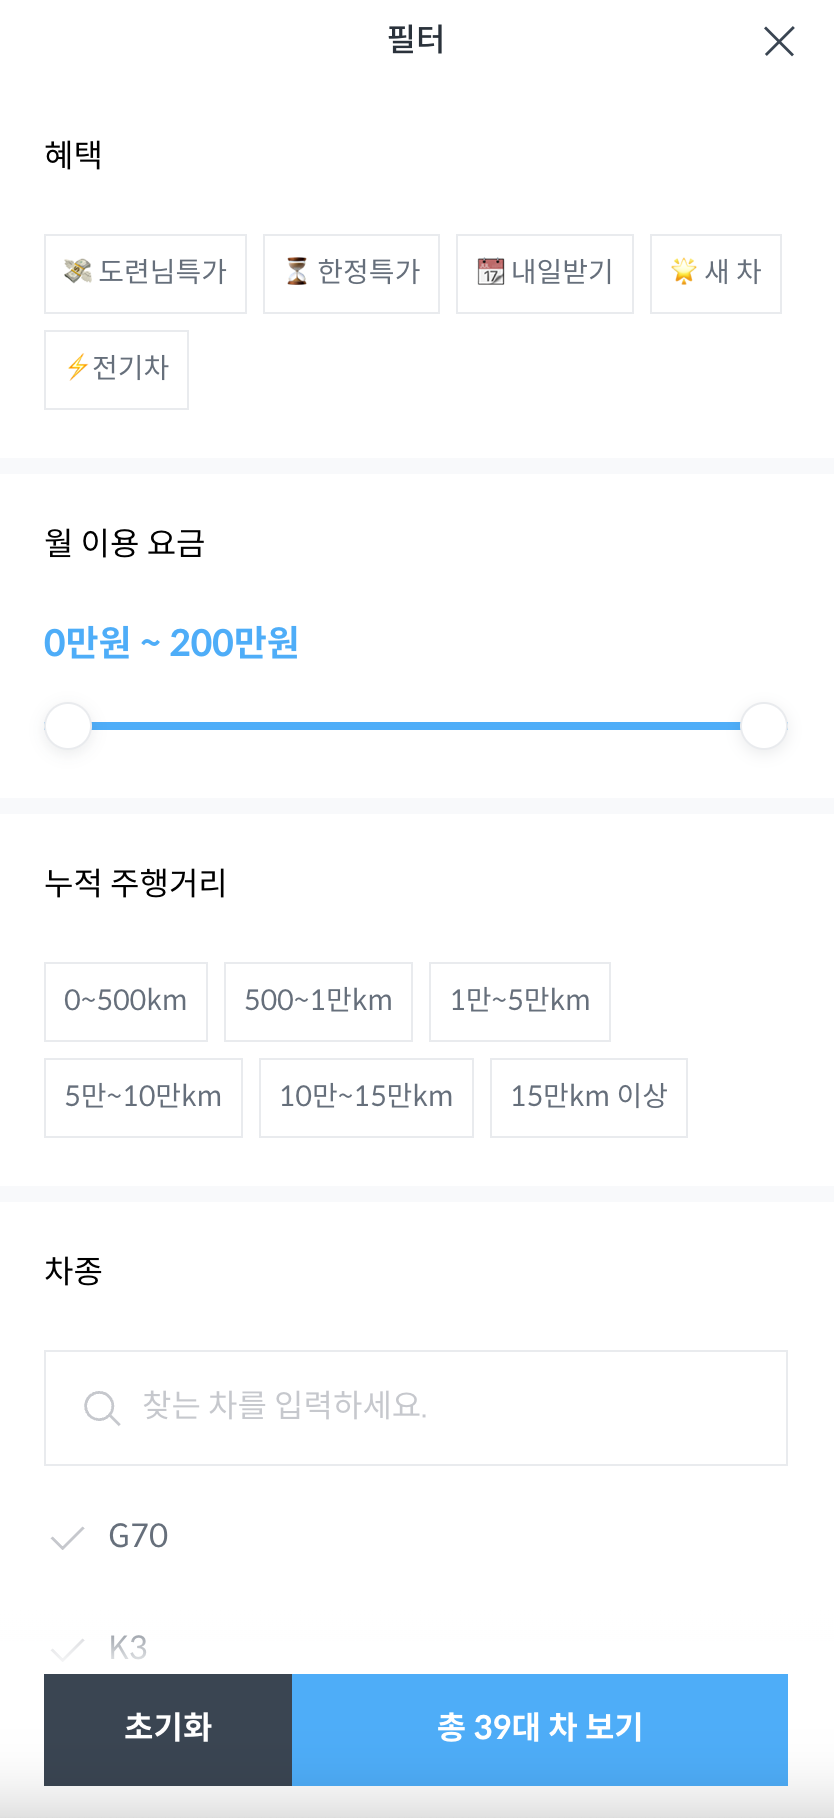 필터
혜택
💸 도련님특가
⏳ 한정특가
📆 내일받기
🌟 새 차
⚡전기차
월 이용 요금
0만원 ~ 200만원
누적 주행거리
0~500km
500~1만km
1만~5만km
5만~10만km
10만~15만km
15만km 이상
차종
찾는 차를 입력하세요.
G70
K3
초기화
총 39대 차 보기